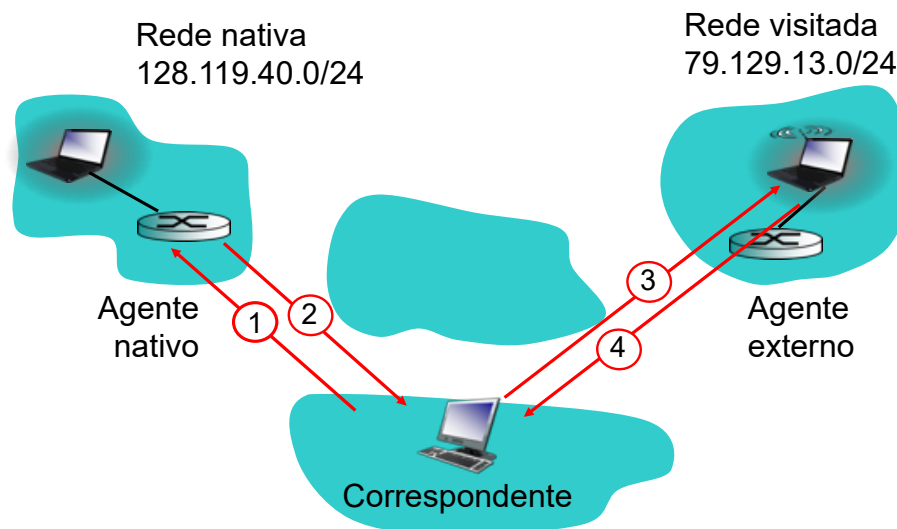 Rede nativa
128.119.40.0/24
Rede visitada
79.129.13.0/24
Agente
nativo
1
2
3
4
Agente
externo
Correspondente